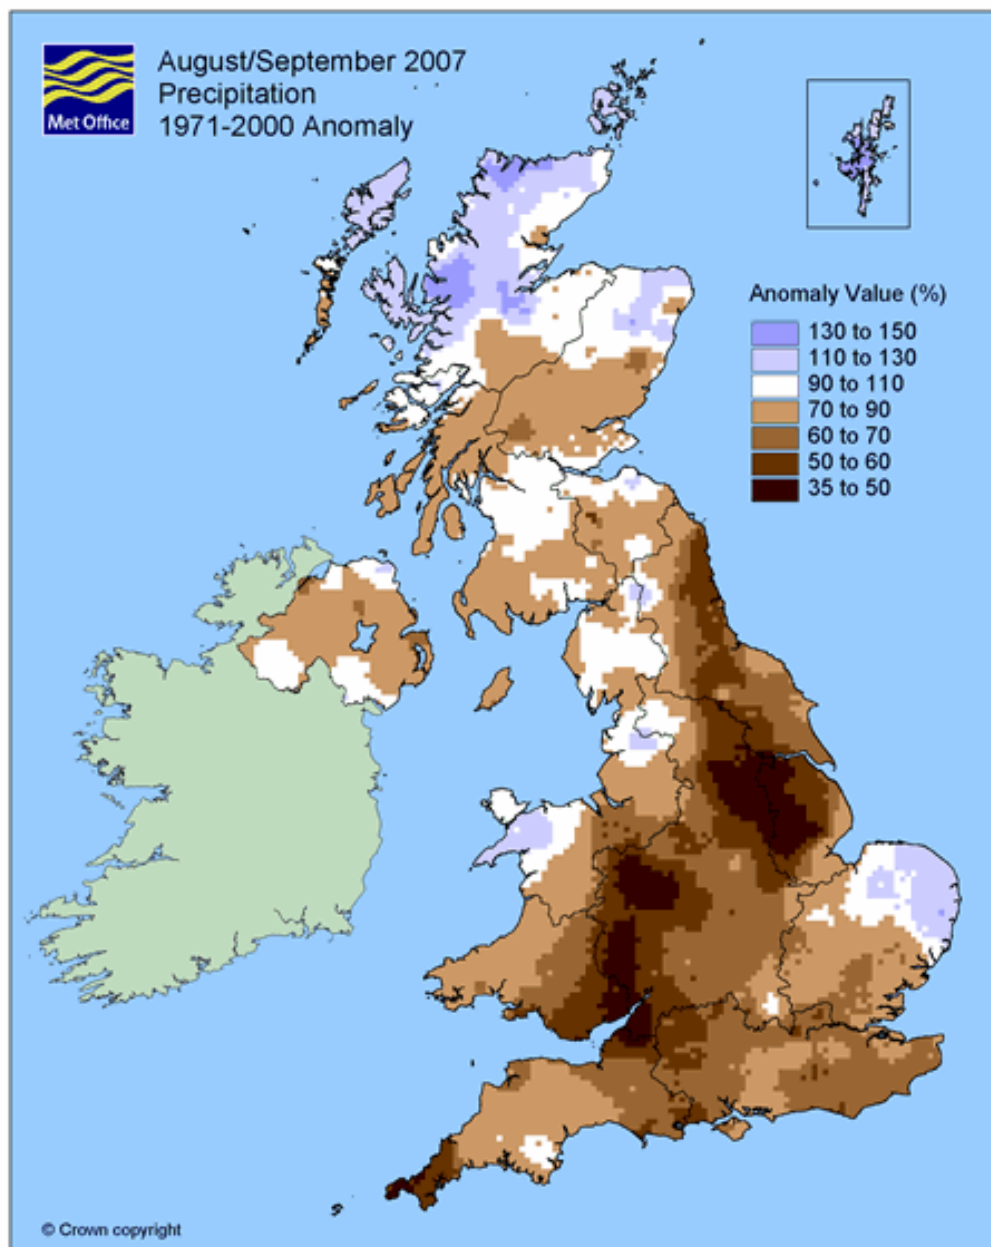 Met Office
August/September 2007
Precipitation
1971-2000 Anomaly
Anomaly Value (%)
130 to 150
110 to 130
90 to 110
70 to 90
60 to 70
50 to 60
35 to 50
© Crown copyright